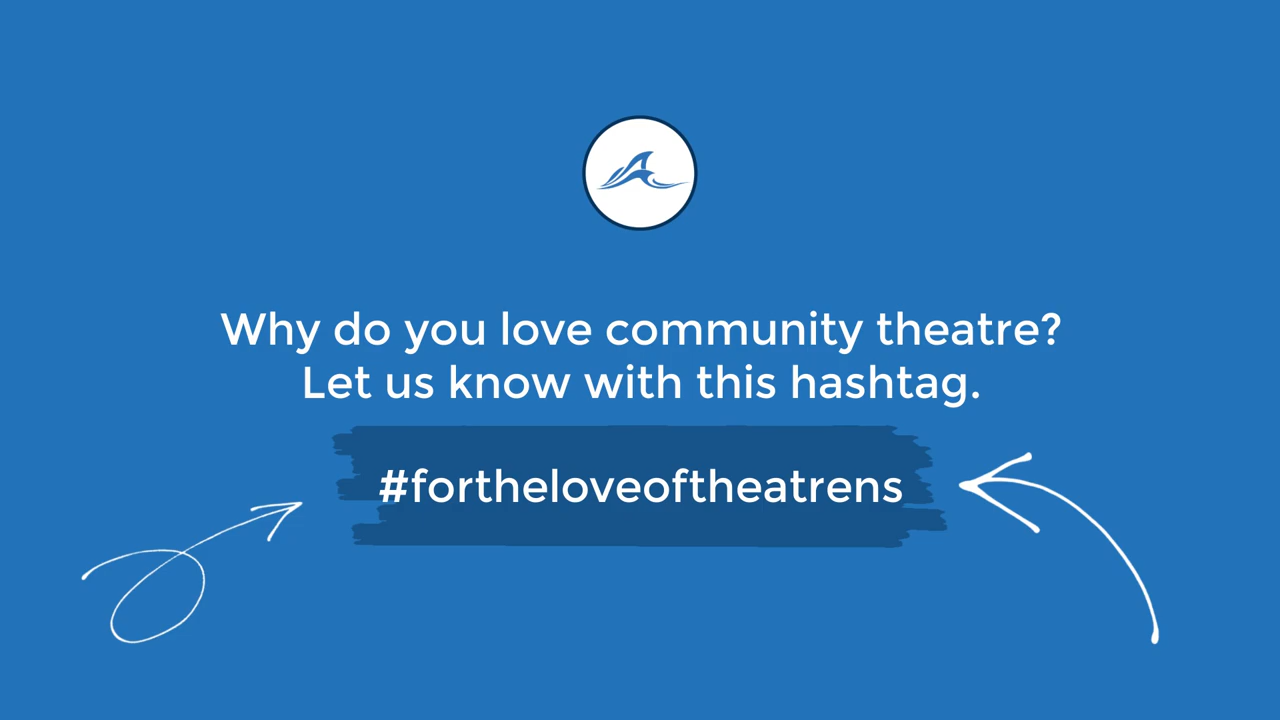 Why do you love community theatre?
Let us know with this hashtag.
#fortheloveoftheatrens